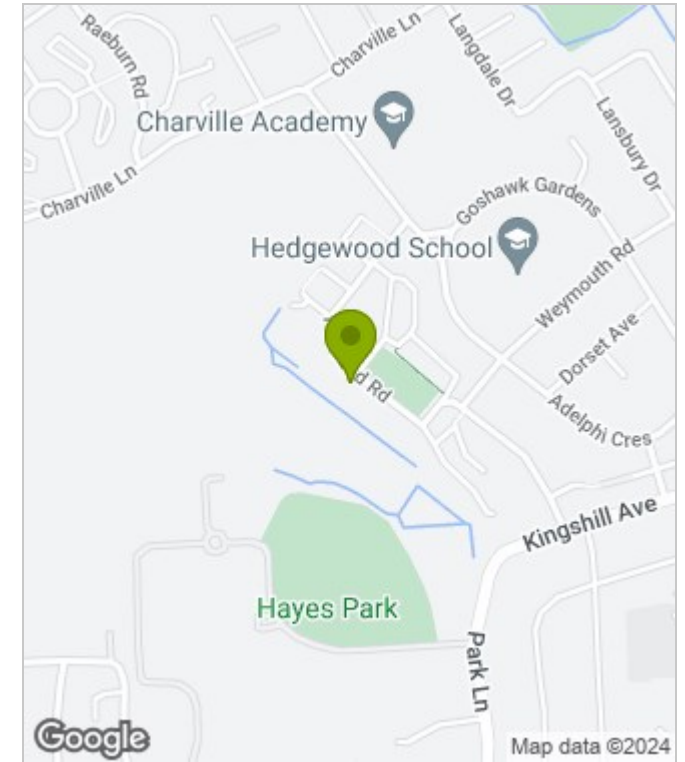 Raeburn Rd
Charville Ln
Langdale Dr
Charville Academy
Lansbury Dr
Charville Ln
Goshawk Gardens
Hedgewood School
Weymouth Rd
Dorset Ave
d Rd
Adelphi Cres
Kingshill Ave
Hayes Park
Park Ln
Google
Map data ©2024